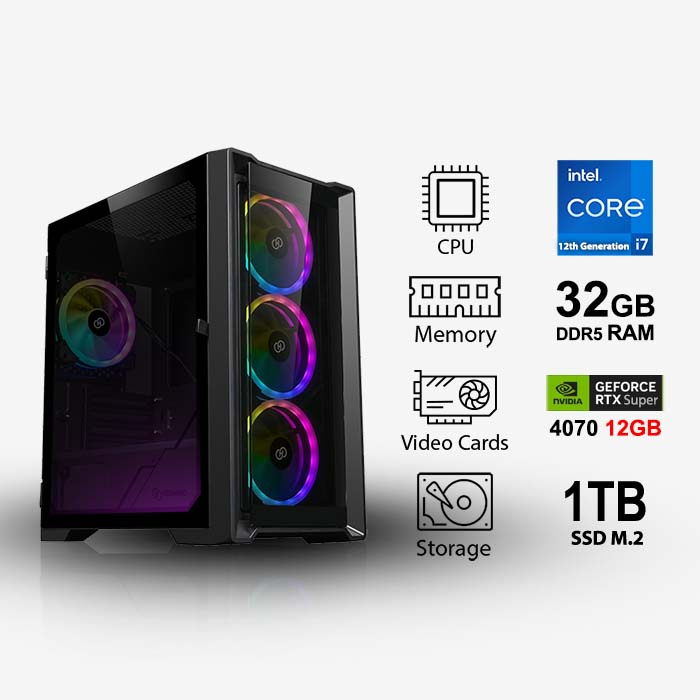 intel.
CORE
12th Generation i7
CPU
32GB
DDR5 RAM
Memory
NVIDIA
GEFORCE
RTX Super
4070 12GB
Video Cards
1TB
SSD M.2
Storage